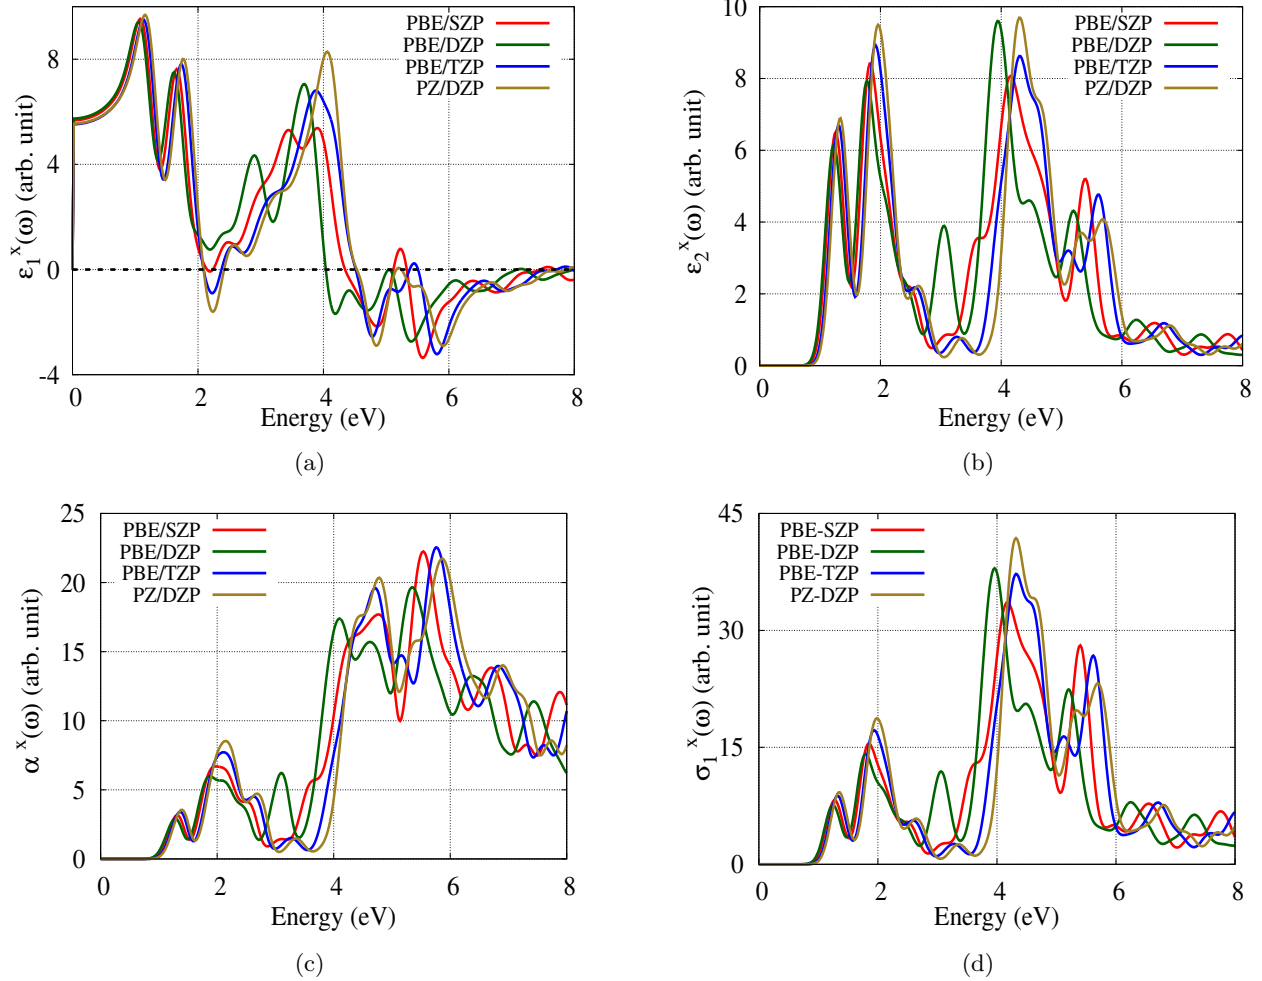 PBE/SZP
PBE/DZP
PBE/TZP
PZ/DZP
8
4
0
-4
ε₁ˣ(ω) (arb. unit)
0 2 4 6 8
Energy (eV)
(a)
PBE/SZP
PBE/DZP
PBE/TZP
PZ/DZP
10
8
6
4
2
0
ε₂ˣ(ω) (arb. unit)
0 2 4 6 8
Energy (eV)
(b)
PBE/SZP
PBE/DZP
PBE/TZP
PZ/DZP
25
20
15
10
5
0
α ˣ(ω) (arb. unit)
0 2 4 6 8
Energy (eV)
(c)
PBE-SZP
PBE-DZP
PBE-TZP
PZ-DZP
45
30
15
0
σ₁ˣ(ω) (arb. unit)
0 2 4 6 8
Energy (eV)
(d)